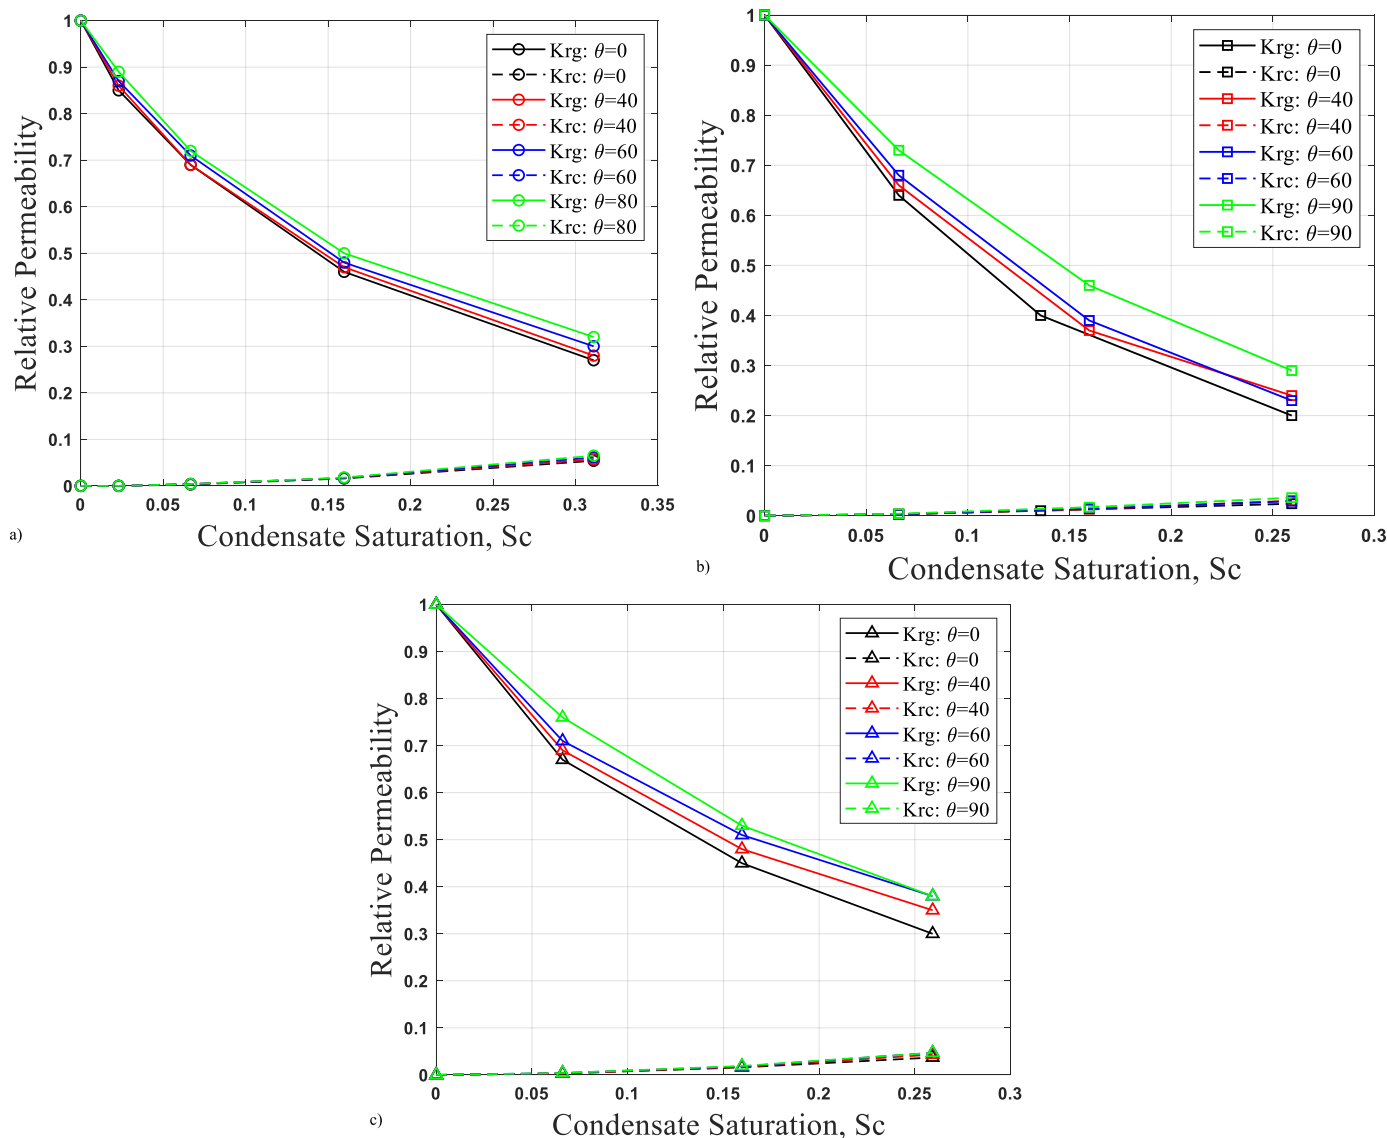 1
0.9
0.8
0.7
0.6
0.5
0.4
0.3
0.2
0.1
0
Relative Permeability
0
0.05
0.1
0.15
0.2
0.25
0.3
0.35
Condensate Saturation, Sc
Krg: θ=0
Krc: θ=0
Krg: θ=40
Krc: θ=40
Krg: θ=60
Krc: θ=60
Krg: θ=80
Krc: θ=80
a)
1
0.9
0.8
0.7
0.6
0.5
0.4
0.3
0.2
0.1
0
Relative Permeability
0
0.05
0.1
0.15
0.2
0.25
0.3
Condensate Saturation, Sc
Krg: θ=0
Krc: θ=0
Krg: θ=40
Krc: θ=40
Krg: θ=60
Krc: θ=60
Krg: θ=90
Krc: θ=90
b)
1
0.9
0.8
0.7
0.6
0.5
0.4
0.3
0.2
0.1
0
Relative Permeability
0
0.05
0.1
0.15
0.2
0.25
0.3
Condensate Saturation, Sc
Krg: θ=0
Krc: θ=0
Krg: θ=40
Krc: θ=40
Krg: θ=60
Krc: θ=60
Krg: θ=90
Krc: θ=90
c)